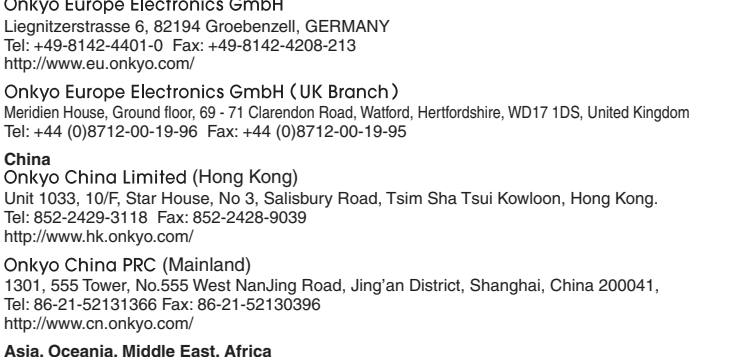 Onkyo Europe Electronics GmbH
Liegnitzerstrasse 6, 82194 Groebenzell, GERMANY
Tel: +49-8142-4401-0 Fax: +49-8142-4208-213
http://www.eu.onkyo.com/
Onkyo Europe Electronics GmbH (UK Branch)
Meridien House, Ground floor, 69 - 71 Clarendon Road, Watford, Hertfordshire, WD17 1DS, United Kingdom
Tel: +44 (0)8712-00-19-96 Fax: +44 (0)8712-00-19-95
China
Onkyo China Limited (Hong Kong)
Unit 1033, 10/F, Star House, No 3, Salisbury Road, Tsim Sha Tsui Kowloon, Hong Kong.
Tel: 852-2429-3118 Fax: 852-2428-9039
http://www.hk.onkyo.com/
Onkyo China PRC (Mainland)
1301, 555 Tower, No.555 West NanJing Road, Jing'an District, Shanghai, China 200041,
Tel: 86-21-52131366 Fax: 86-21-52130396
http://www.cn.onkyo.com/
Asia, Oceania, Middle East, Africa